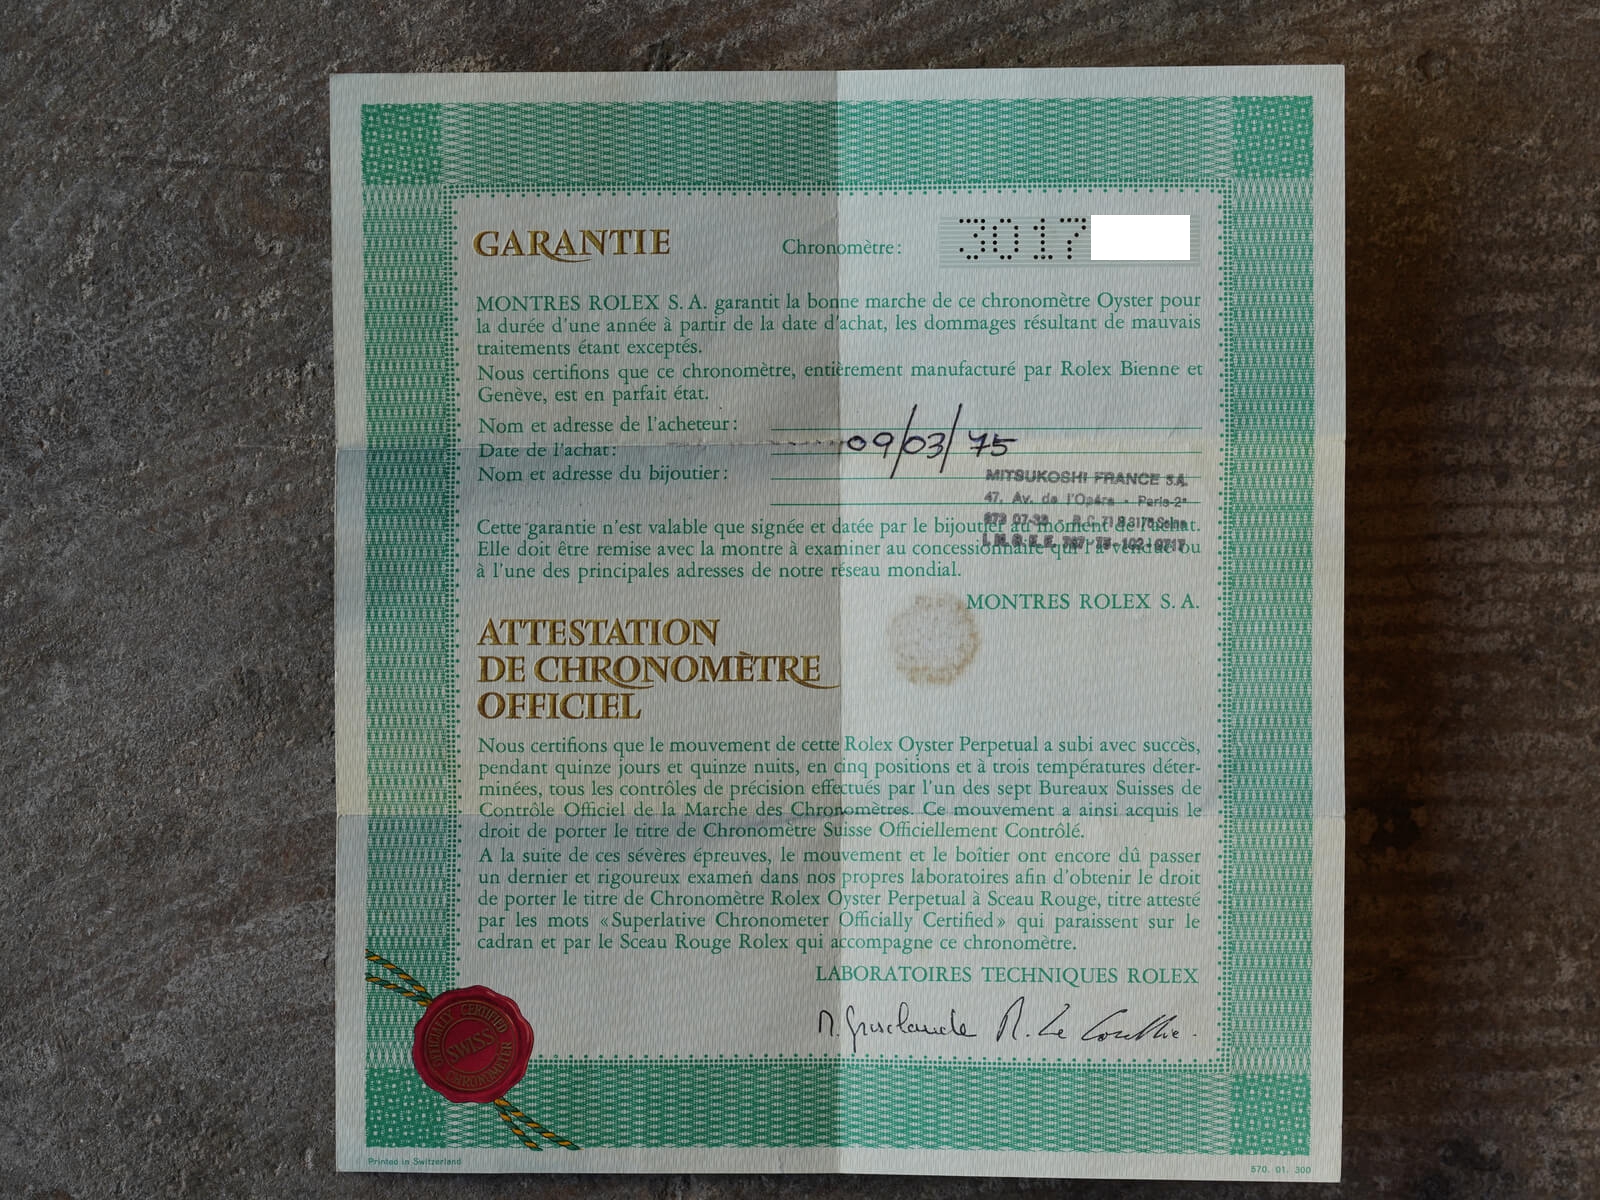 GARANTIE
Chronomètre: 3017
MONTRES ROLEX S. A. garantit la bonne marche de ce chronomètre Oyster pour
la durée d'une année à partir de la date d'achat, les dommages résultant de mauvais
traitements étant exceptés.
Nous certifions que ce chronomètre, entièrement manufacturé par Rolex Bienne et
Genève, est en parfait état.
Nom et adresse de l'acheteur:
Date de l'achat: 09/03/75
Nom et adresse du bijoutier:
MITSUKOSHI FRANCE S.A.
47. Av. de l'Opéra - Paris-2e
Cette garantie n'est valable que signée et datée par le bijoutier au moment de l'achat.
Elle doit être remise avec la montre à examiner au concessionnaire qui l'a vendue ou
à l'une des principales adresses de notre réseau mondial.
MONTRES ROLEX S. A.
ATTESTATION
DE CHRONOMÈTRE
OFFICIEL
Nous certifions que le mouvement de cette Rolex Oyster Perpetual a subi avec succès,
pendant quinze jours et quinze nuits, en cinq positions et à trois températures déter-
minées, tous les contrôles de précision effectués par l'un des sept Bureaux Suisses de
Contrôle Officiel de la Marche des Chronomètres. Ce mouvement a ainsi acquis le
droit de porter le titre de Chronomètre Suisse Officiellement Contrôlé.
A la suite de ces sévères épreuves, le mouvement et le boîtier ont encore dû passer
un dernier et rigoureux examen dans nos propres laboratoires afin d'obtenir le droit
de porter le titre de Chronomètre Rolex Oyster Perpetual à Sceau Rouge, titre attesté
par les mots «Superlative Chronometer Officially Certified» qui paraissent sur le
cadran et par le Sceau Rouge Rolex qui accompagne ce chronomètre.
LABORATOIRES TECHNIQUES ROLEX
OFFICIALLY CERTIFIED
SWISS
CHRONOMETER
Printed in Switzerland
570. 01. 300